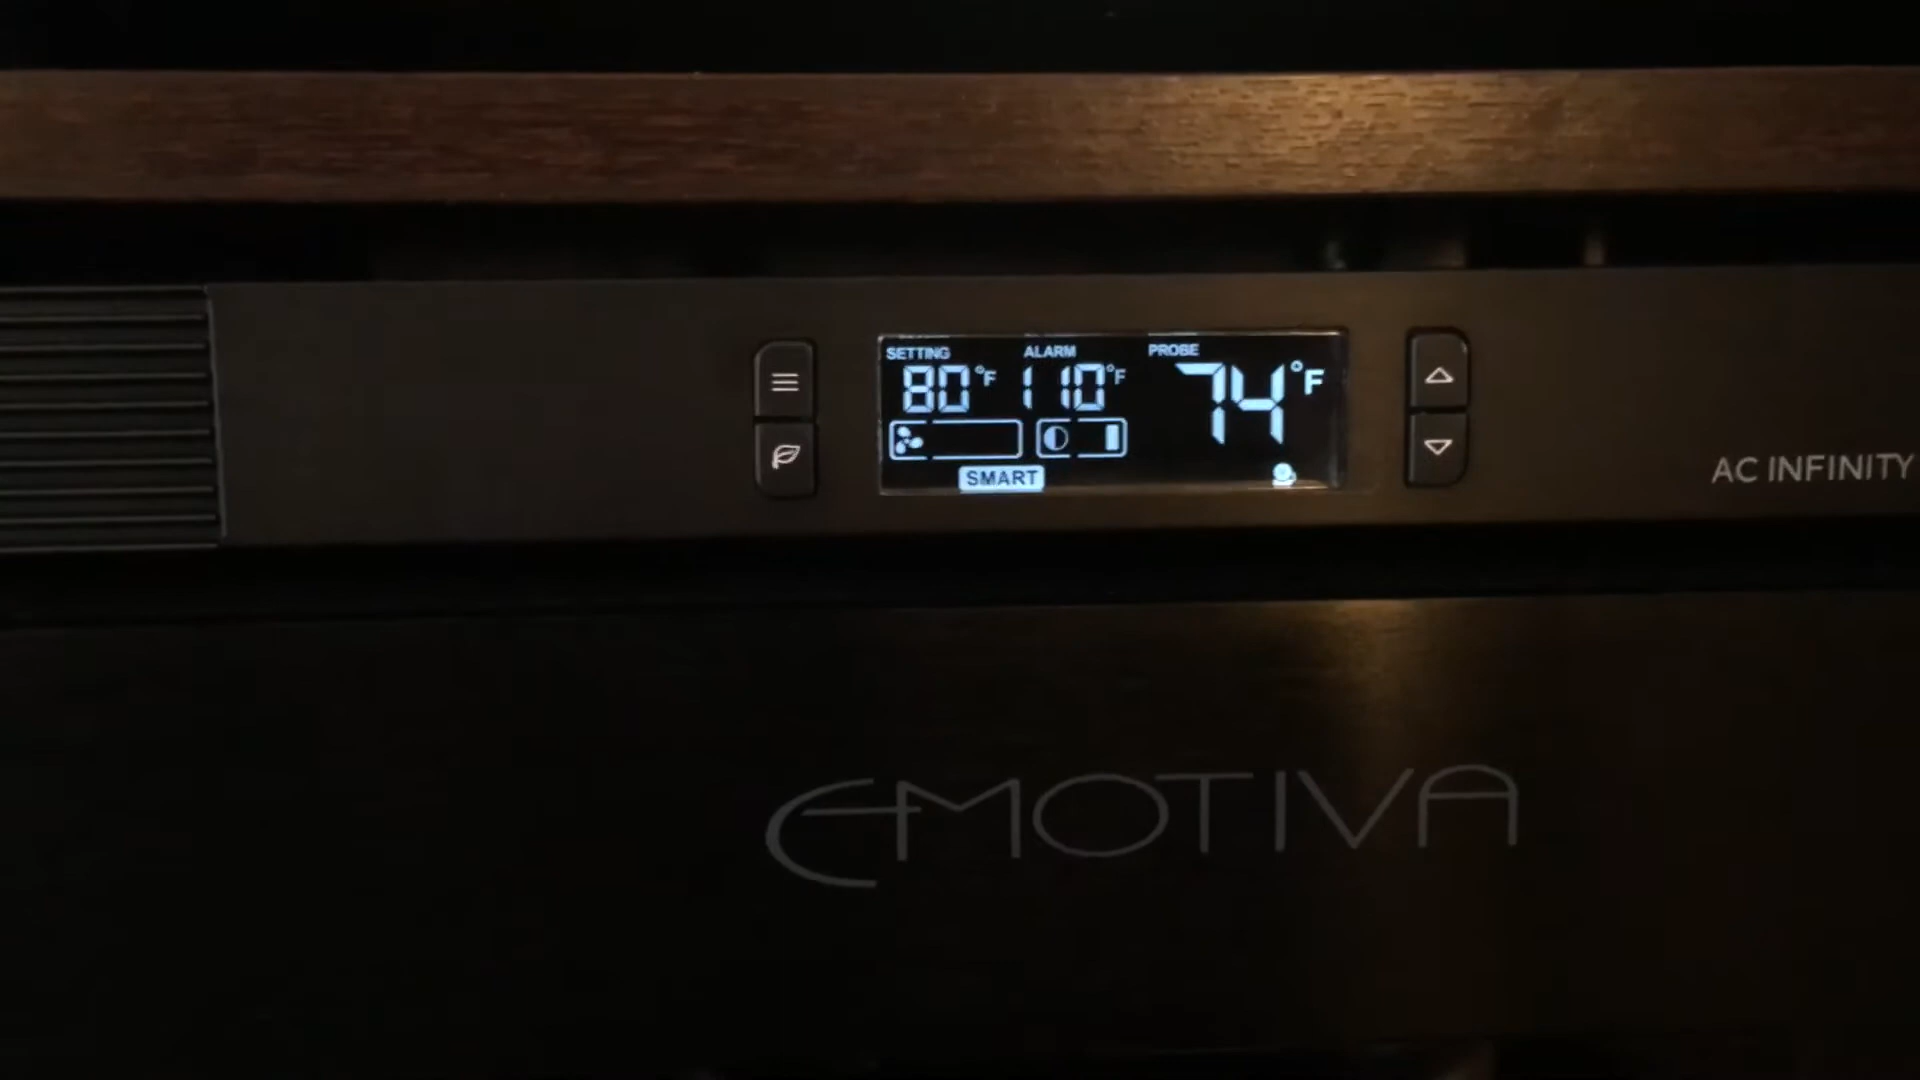 SETTING ALARM PROBE
80°F 110°F 74°F
SMART
AC INFINITY
EMOTIVA